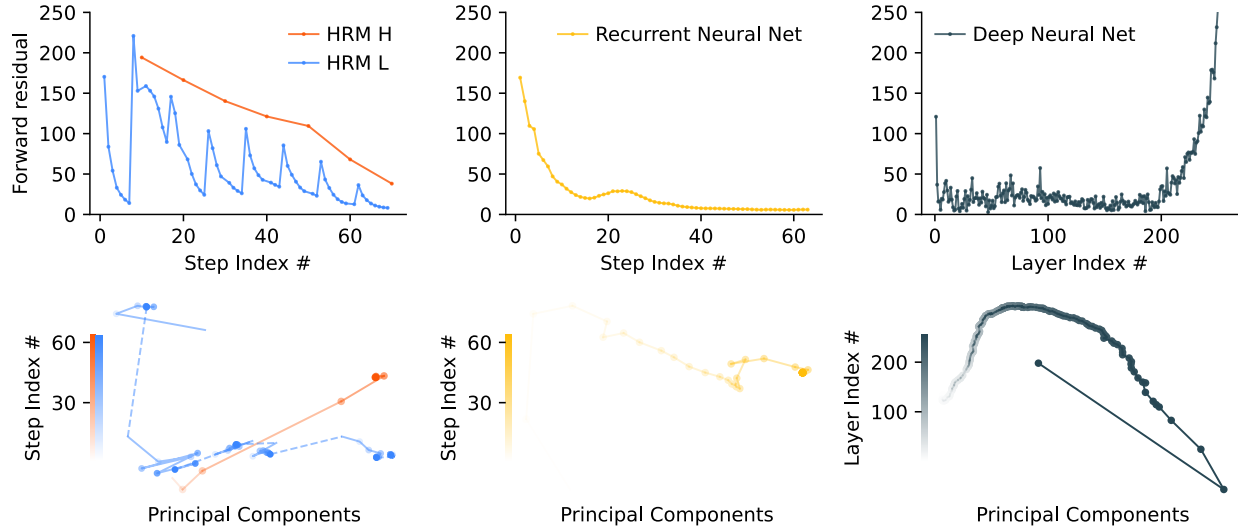 250
200
150
100
50
0
Forward residual
HRM H
HRM L
0 20 40 60
Step Index #
250
200
150
100
50
0
Recurrent Neural Net
0 20 40 60
Step Index #
250
200
150
100
50
0
Deep Neural Net
0 100 200
Layer Index #
Step Index #
60
30
Principal Components
Step Index #
60
30
Principal Components
Layer Index #
200
100
Principal Components